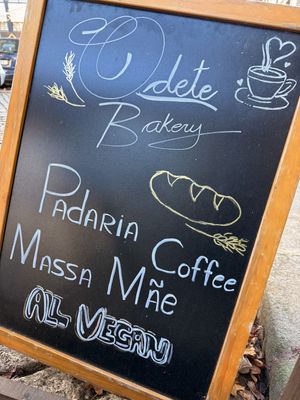 Odete
Bakery
Padaria
Coffee
Massa Mãe
All Vegan